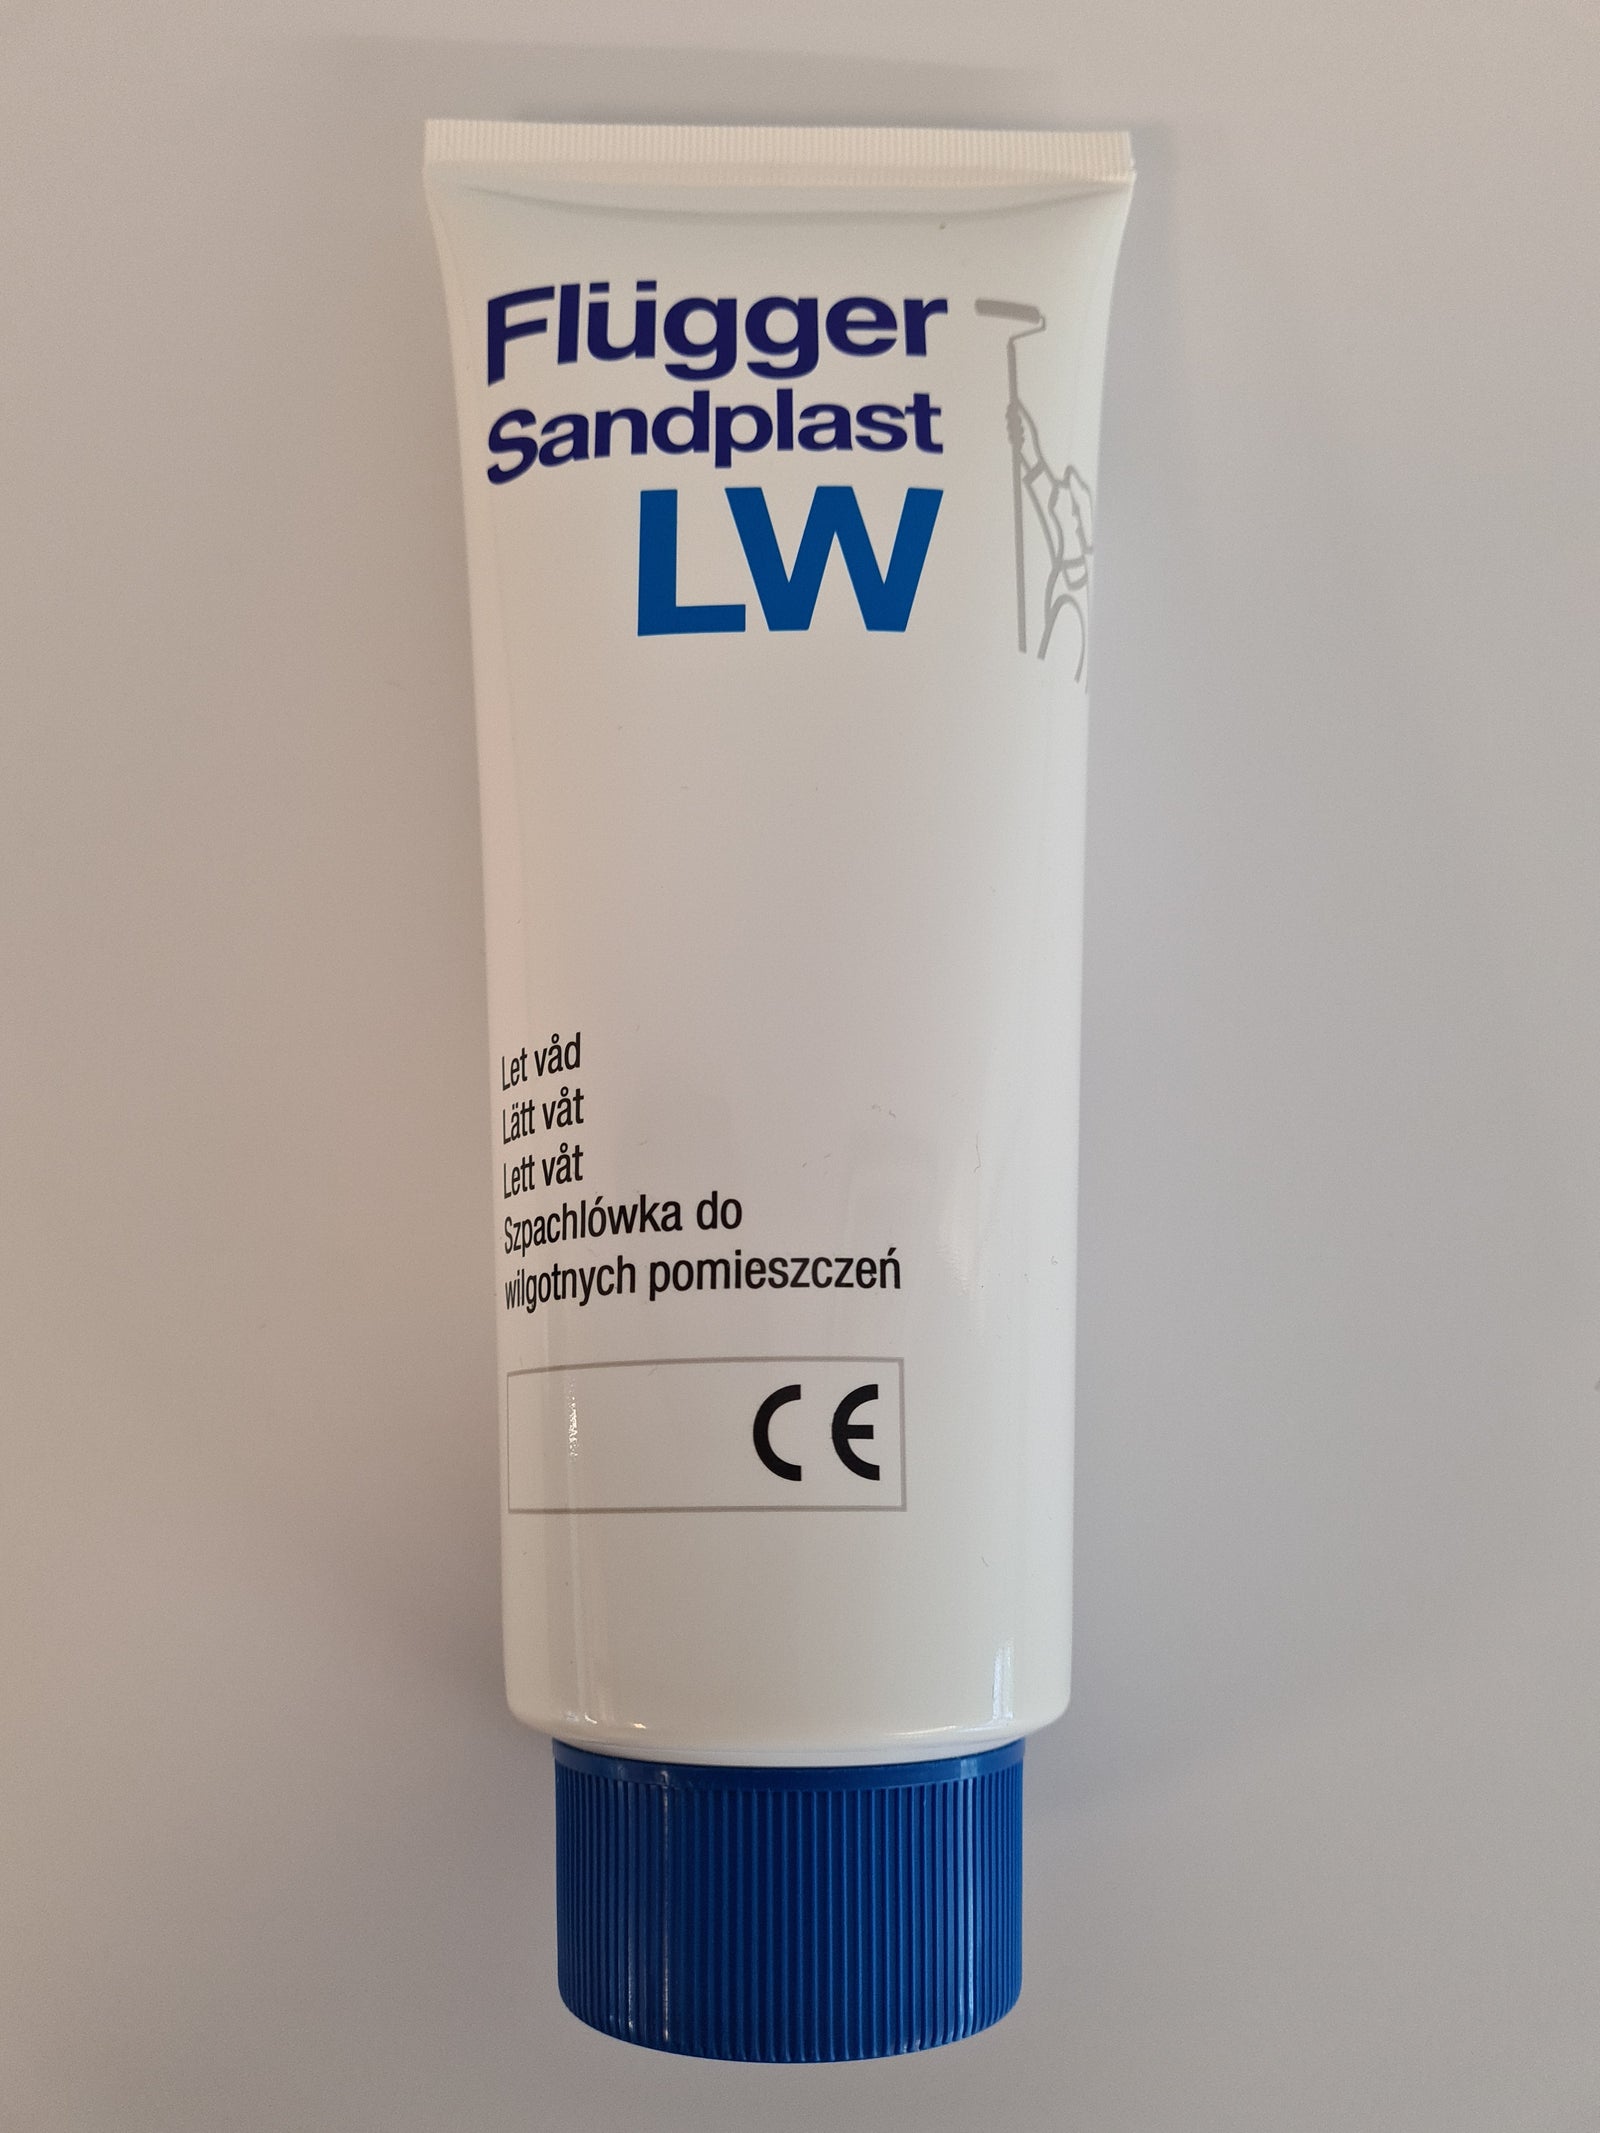 Flügger
Sandplast
LW
Let våd
Lätt våt
Lett våt
Szpachlówka do
wilgotnych pomieszczeń
CE